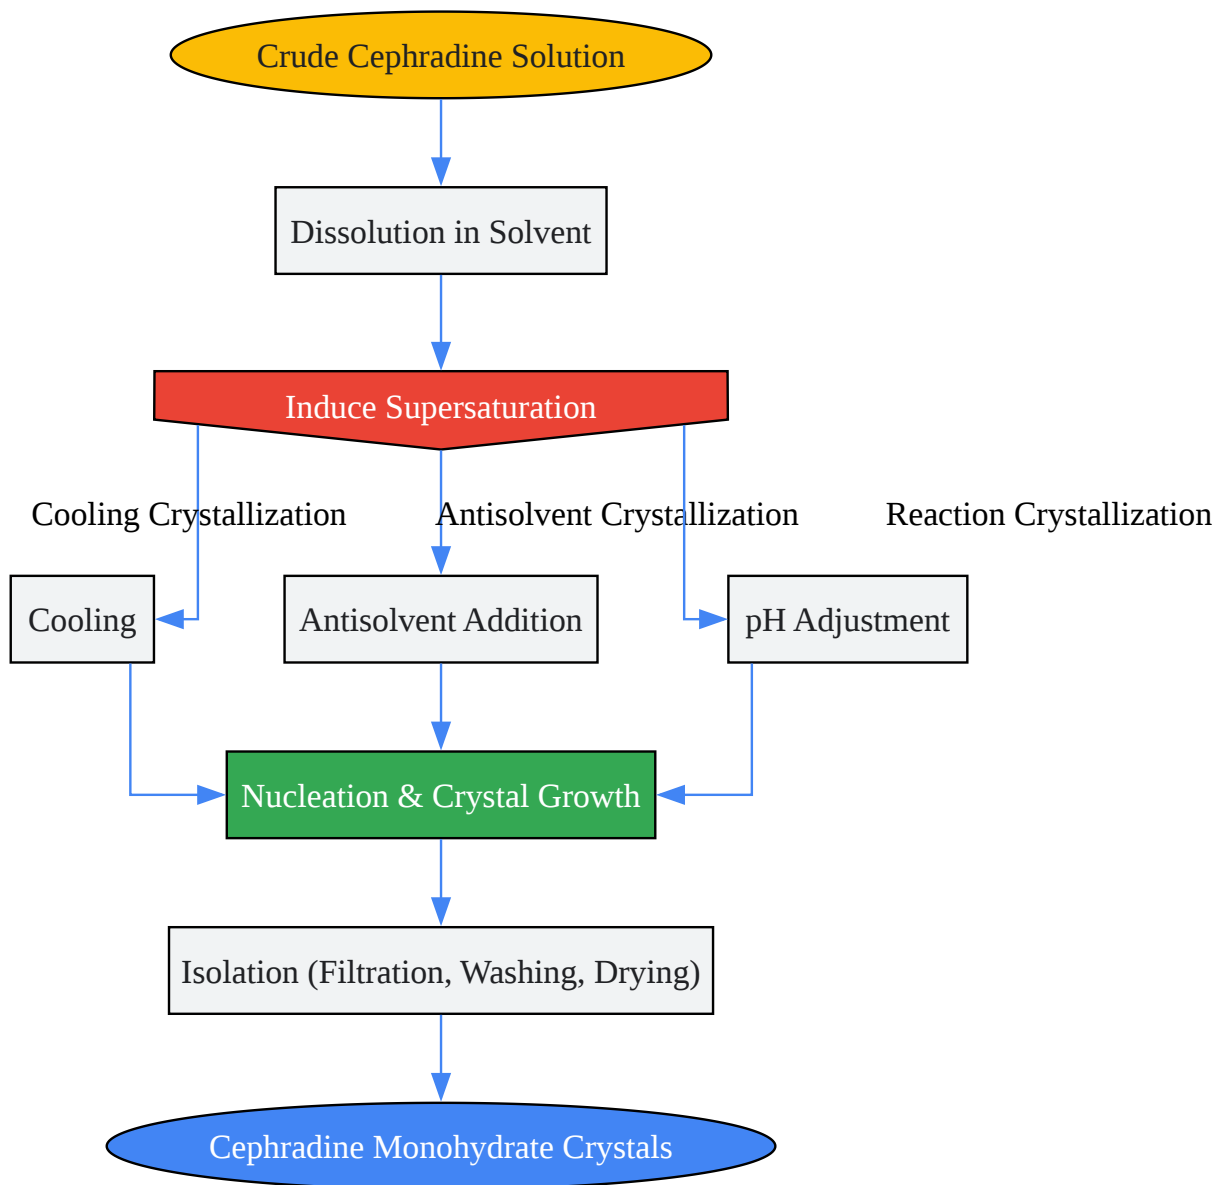 Crude Cephradine Solution
Dissolution in Solvent
Induce Supersaturation
Cooling Crystallization
Antisolvent Crystallization
Reaction Crystallization
Cooling
Antisolvent Addition
pH Adjustment
Nucleation & Crystal Growth
Isolation (Filtration, Washing, Drying)
Cephradine Monohydrate Crystals